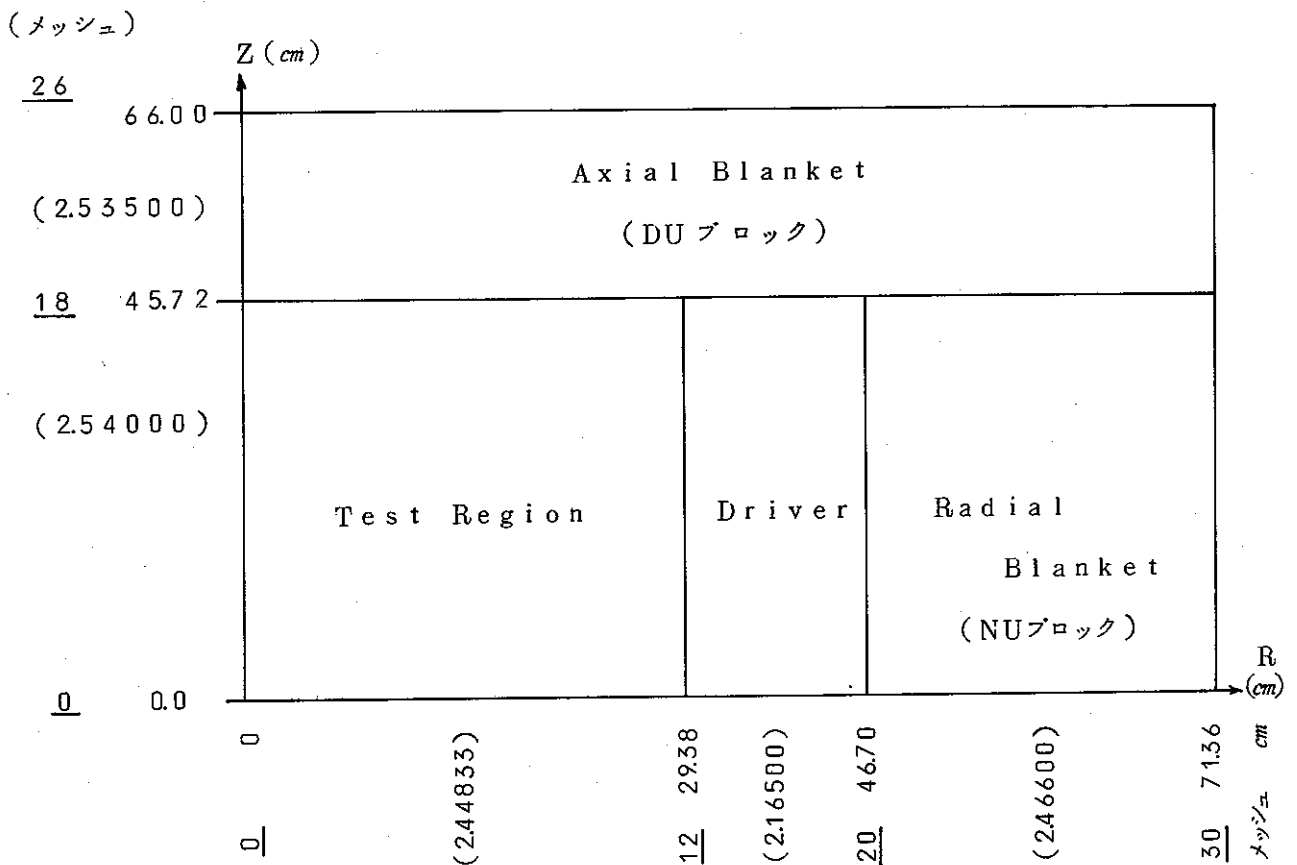 (メッシュ)
Z (cm)
26
66.00
Axial Blanket
(2.53500)
(DUブロック)
18 45.72
(2.54000)
Test Region
Driver
Radial
Blanket
(NUブロック)
R
(cm)
0 0.0
0 0
(2.44833)
12 29.38
(2.16500)
20 46.70
(2.46600)
30 71.36
メッシュ cm